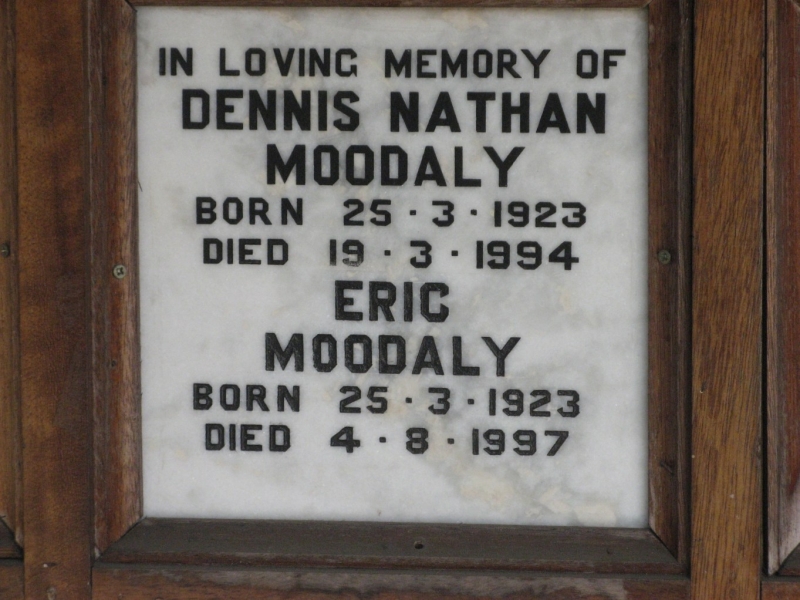 IN LOVING MEMORY OF
DENNIS NATHAN
MOODALY
BORN 25·3·1923
DIED 19·3·1994
ERIC
MOODALY
BORN 25·3·1923
DIED 4·8·1997